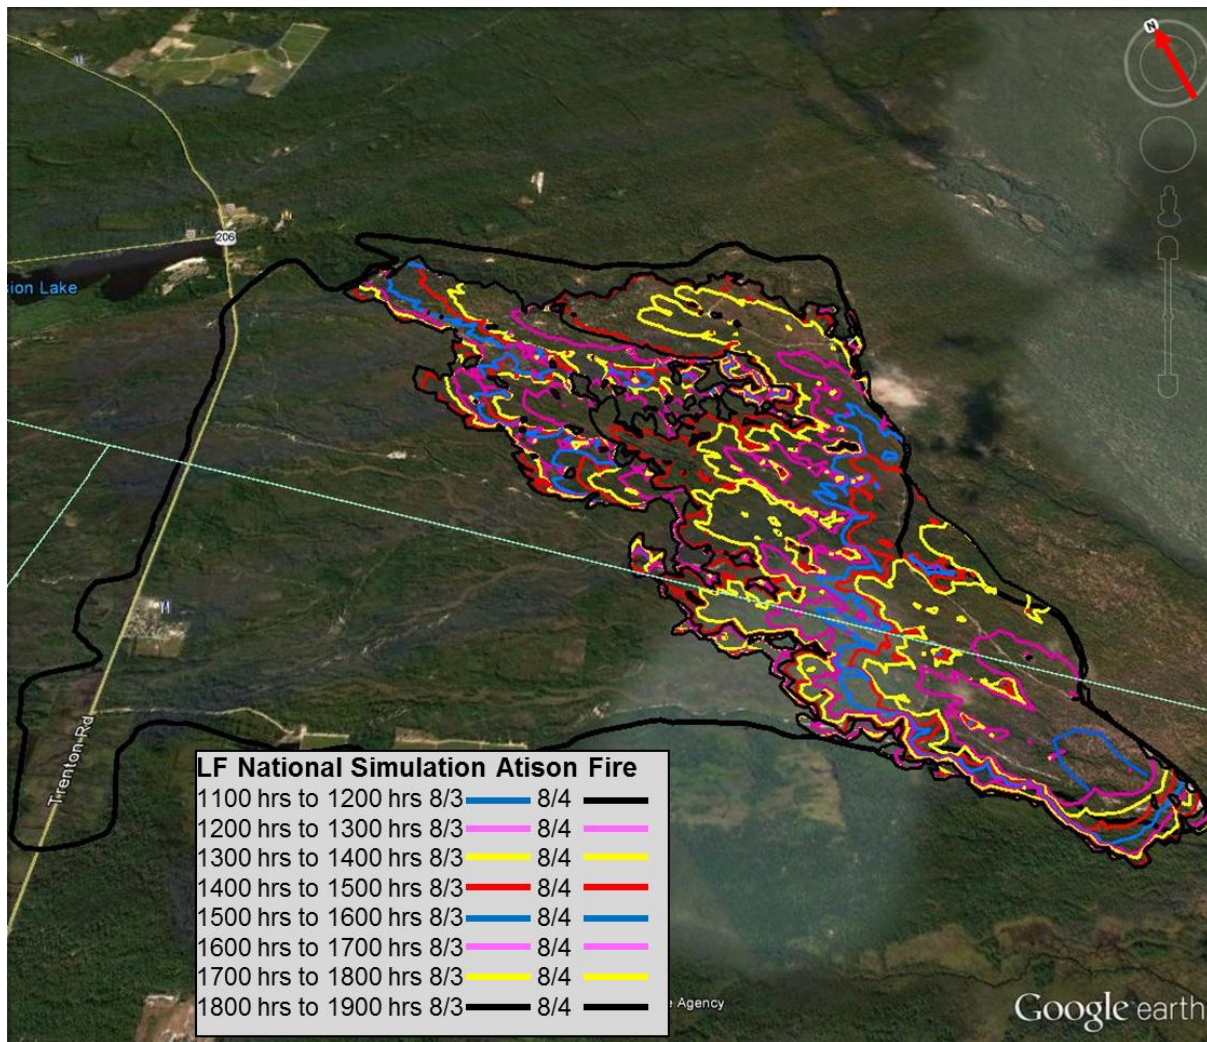 N
206
sion Lake
Trenton Rd
LF National Simulation Atison Fire
1100 hrs to 1200 hrs 8/3 8/4
1200 hrs to 1300 hrs 8/3 8/4
1300 hrs to 1400 hrs 8/3 8/4
1400 hrs to 1500 hrs 8/3 8/4
1500 hrs to 1600 hrs 8/3 8/4
1600 hrs to 1700 hrs 8/3 8/4
1700 hrs to 1800 hrs 8/3 8/4
1800 hrs to 1900 hrs 8/3 8/4
Agency
Google earth